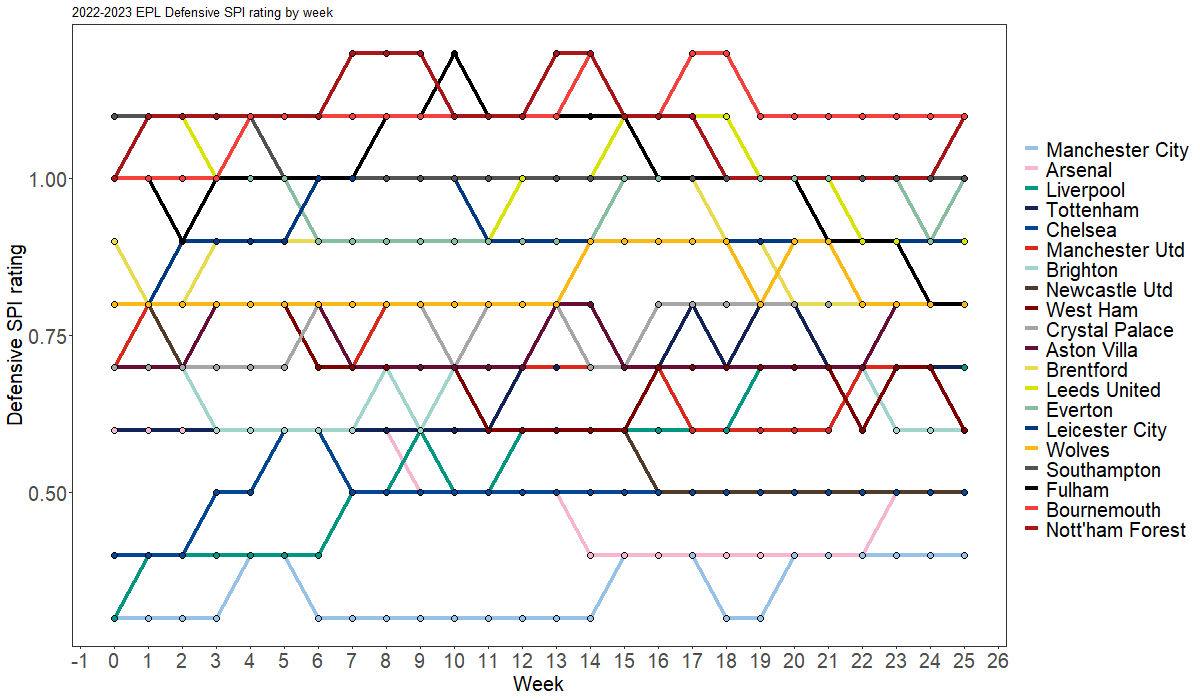 2022-2023 EPL Defensive SPI rating by week
Defensive SPI rating
1.00
0.75
0.50
-1 0 1 2 3 4 5 6 7 8 9 10 11 12 13 14 15 16 17 18 19 20 21 22 23 24 25 26
Week
Manchester City
Arsenal
Liverpool
Tottenham
Chelsea
Manchester Utd
Brighton
Newcastle Utd
West Ham
Crystal Palace
Aston Villa
Brentford
Leeds United
Everton
Leicester City
Wolves
Southampton
Fulham
Bournemouth
Nott'ham Forest